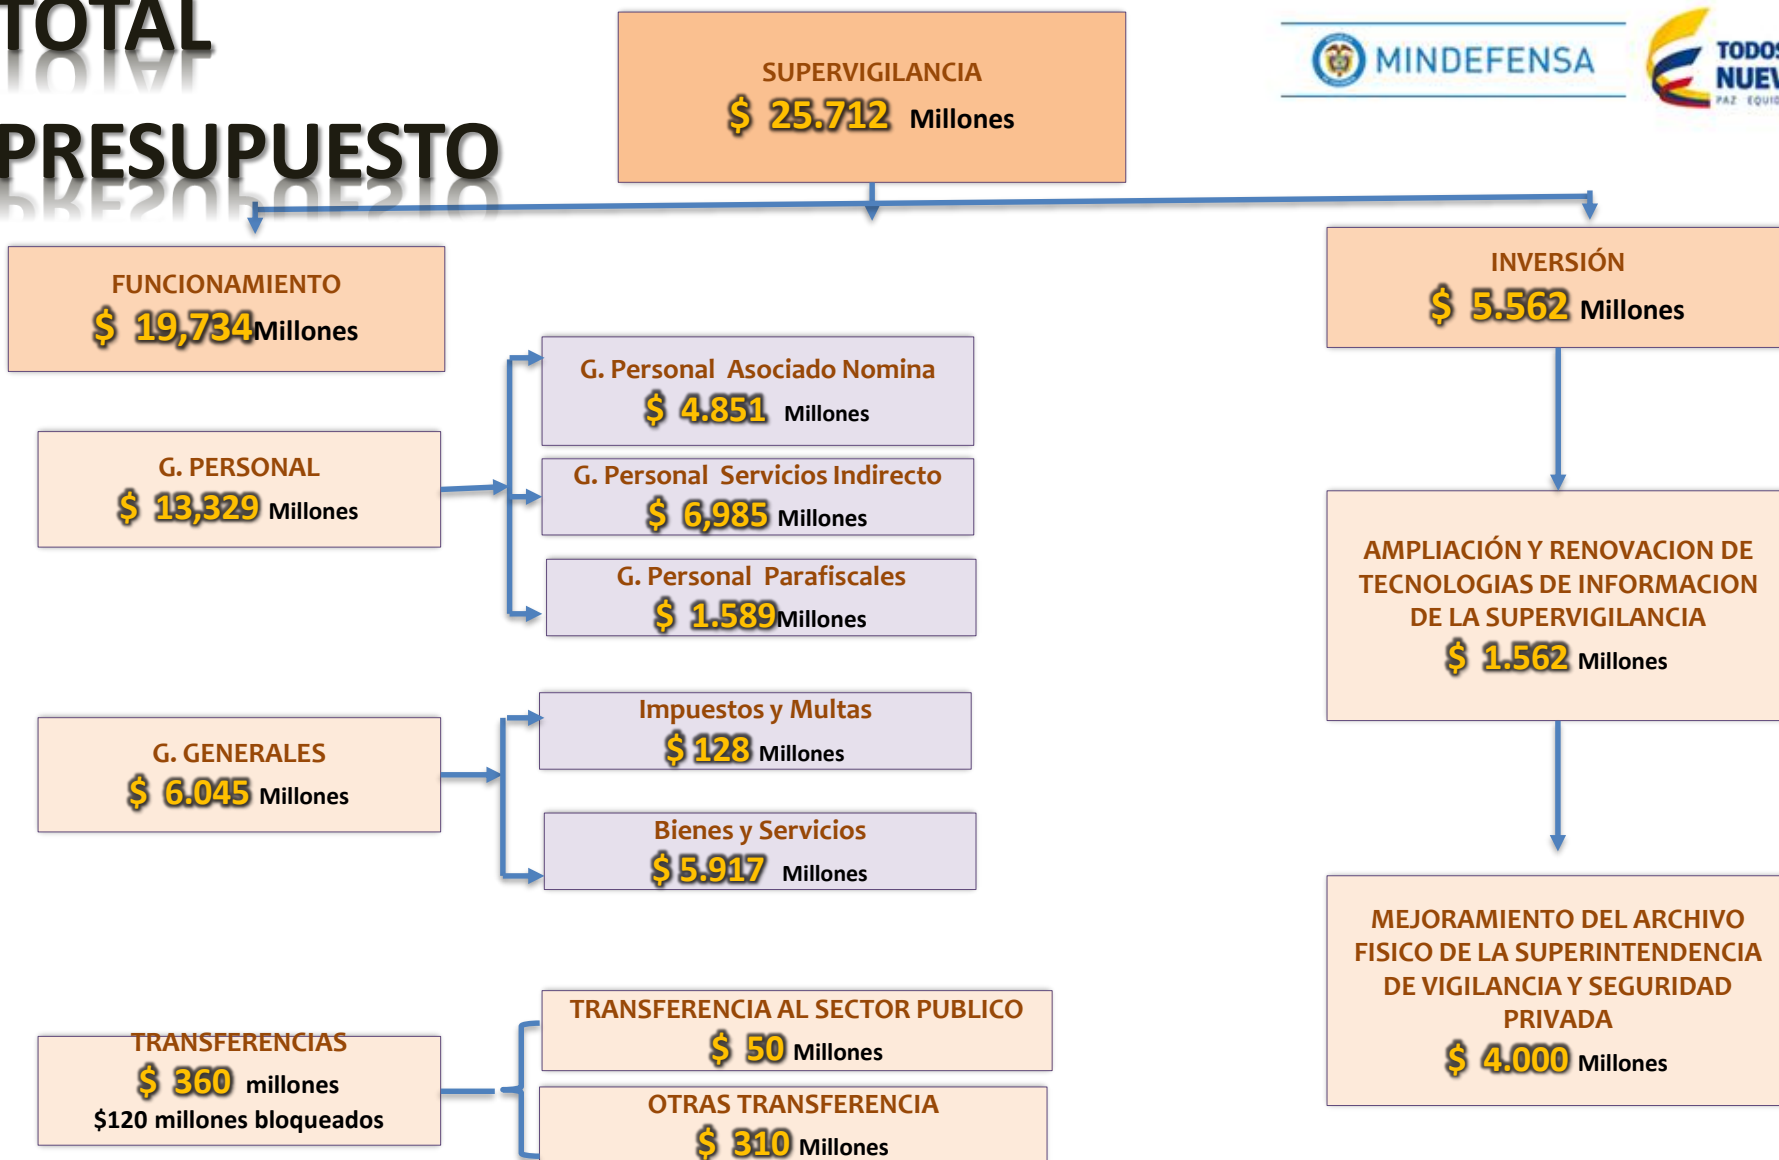 TOTAL
PRESUPUESTO
SUPERVIGILANCIA
$ 25.712 Millones
MINDEFENSA
TODOS
NUEV
PAZ EQUID
FUNCIONAMIENTO
$ 19,734Millones
INVERSIÓN
$ 5.562 Millones
G. PERSONAL
$ 13,329 Millones
G. Personal Asociado Nomina
$ 4.851 Millones
G. Personal Servicios Indirecto
$ 6,985 Millones
G. Personal Parafiscales
$ 1.589Millones
AMPLIACIÓN Y RENOVACION DE
TECNOLOGIAS DE INFORMACION
DE LA SUPERVIGILANCIA
$ 1.562 Millones
G. GENERALES
$ 6.045 Millones
Impuestos y Multas
$ 128 Millones
Bienes y Servicios
$ 5.917 Millones
MEJORAMIENTO DEL ARCHIVO
FISICO DE LA SUPERINTENDENCIA
DE VIGILANCIA Y SEGURIDAD
PRIVADA
$ 4.000 Millones
TRANSFERENCIAS
$ 360 millones
$120 millones bloqueados
TRANSFERENCIA AL SECTOR PUBLICO
$ 50 Millones
OTRAS TRANSFERENCIA
$ 310 Millones